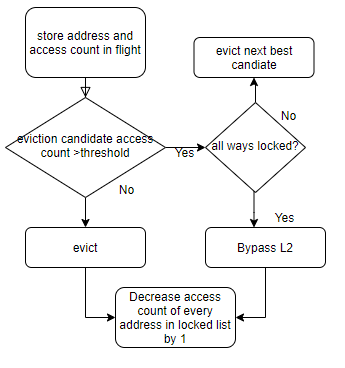 store address and
access count in flight
evict next best
candiate
eviction candidate access
count >threshold
Yes
all ways locked?
No
No
Yes
evict
Bypass L2
Decrease access
count of every
address in locked list
by 1